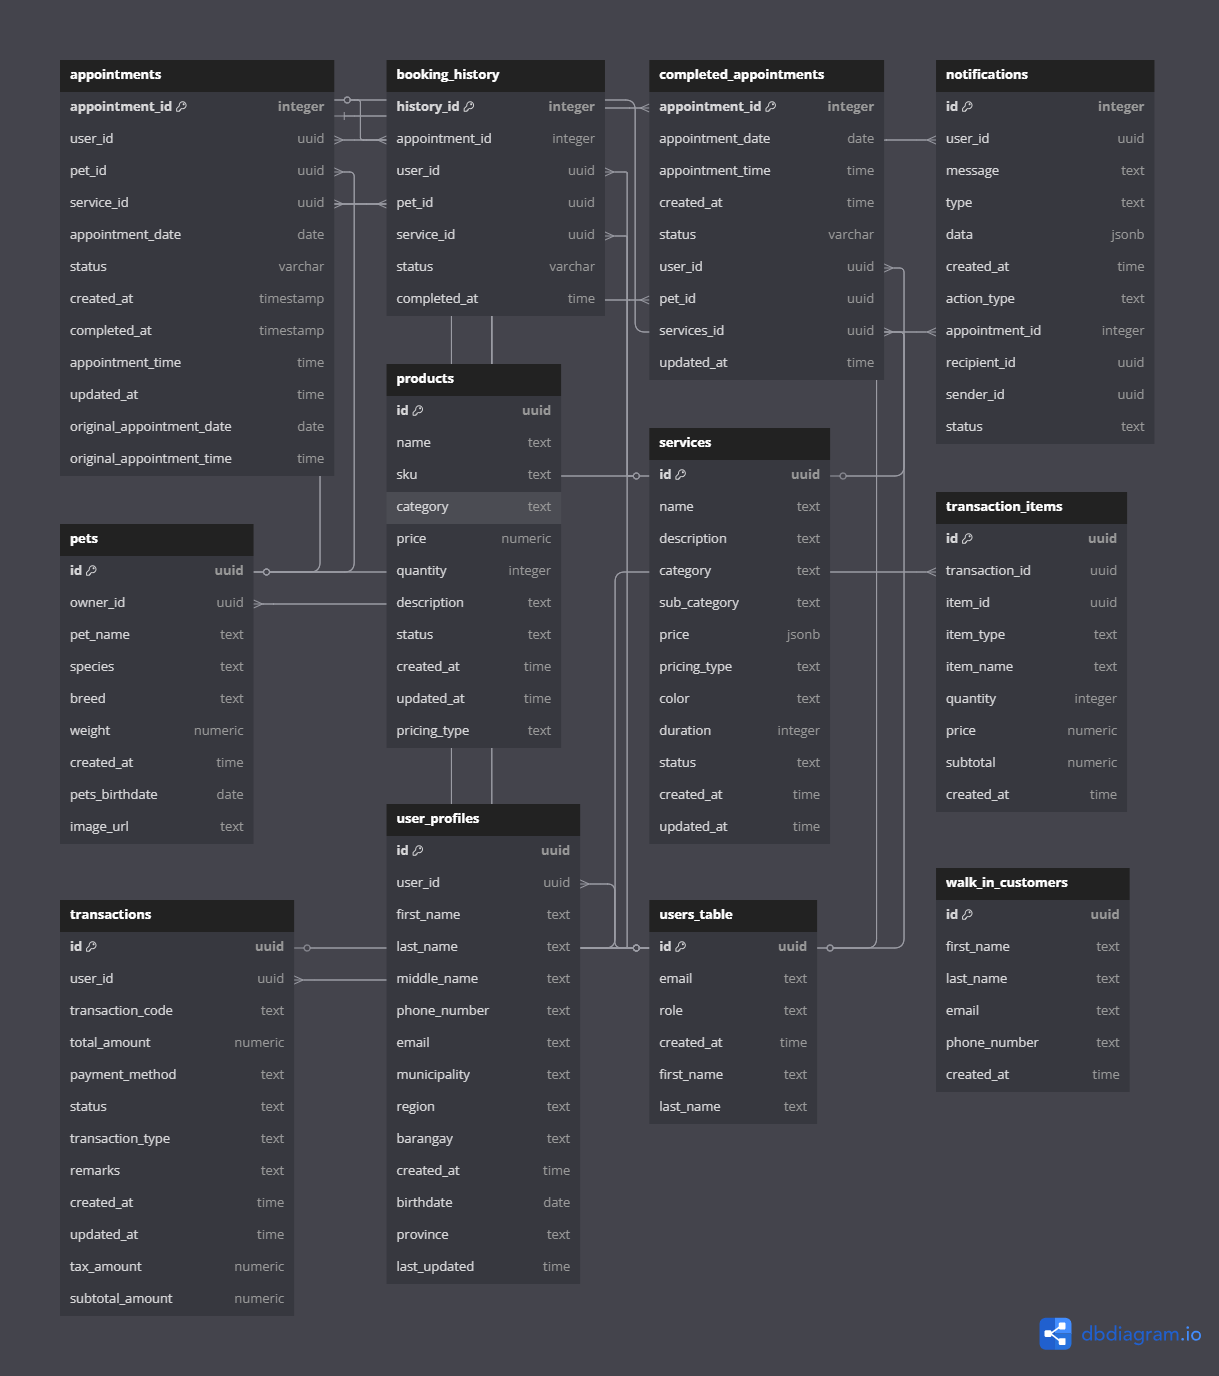 appointments
appointment_id integer
user_id uuid
pet_id uuid
service_id uuid
appointment_date date
status varchar
created_at timestamp
completed_at timestamp
appointment_time time
updated_at time
original_appointment_date date
original_appointment_time time
booking_history
history_id integer
appointment_id integer
user_id uuid
pet_id uuid
service_id uuid
status varchar
completed_at time
completed_appointments
appointment_id integer
appointment_date date
appointment_time time
created_at time
status varchar
user_id uuid
pet_id uuid
services_id uuid
updated_at time
notifications
id integer
user_id uuid
message text
type text
data jsonb
created_at time
action_type text
appointment_id integer
recipient_id uuid
sender_id uuid
status text
products
id uuid
name text
sku text
category text
price numeric
quantity integer
description text
status text
created_at time
updated_at time
pricing_type text
services
id uuid
name text
description text
category text
sub_category text
price jsonb
pricing_type text
color text
duration integer
status text
created_at time
updated_at time
transaction_items
id uuid
transaction_id uuid
item_id uuid
item_type text
item_name text
quantity integer
price numeric
subtotal numeric
created_at time
pets
id uuid
owner_id uuid
pet_name text
species text
breed text
weight numeric
created_at time
pets_birthdate date
image_url text
user_profiles
id uuid
user_id uuid
first_name text
last_name text
middle_name text
phone_number text
email text
municipality text
region text
barangay text
created_at time
birthdate date
province text
last_updated time
walk_in_customers
id uuid
first_name text
last_name text
email text
phone_number text
created_at time
transactions
id uuid
user_id uuid
transaction_code text
total_amount numeric
payment_method text
status text
transaction_type text
remarks text
created_at time
updated_at time
tax_amount numeric
subtotal_amount numeric
users_table
id uuid
email text
role text
created_at time
first_name text
last_name text
dbdiagram.io